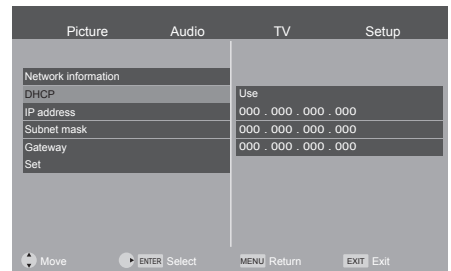 Picture Audio TV Setup
Network information
DHCP Use
IP address 000 . 000 . 000 . 000
Subnet mask 000 . 000 . 000 . 000
Gateway 000 . 000 . 000 . 000
Set
Move ENTER Select MENU Return EXIT Exit